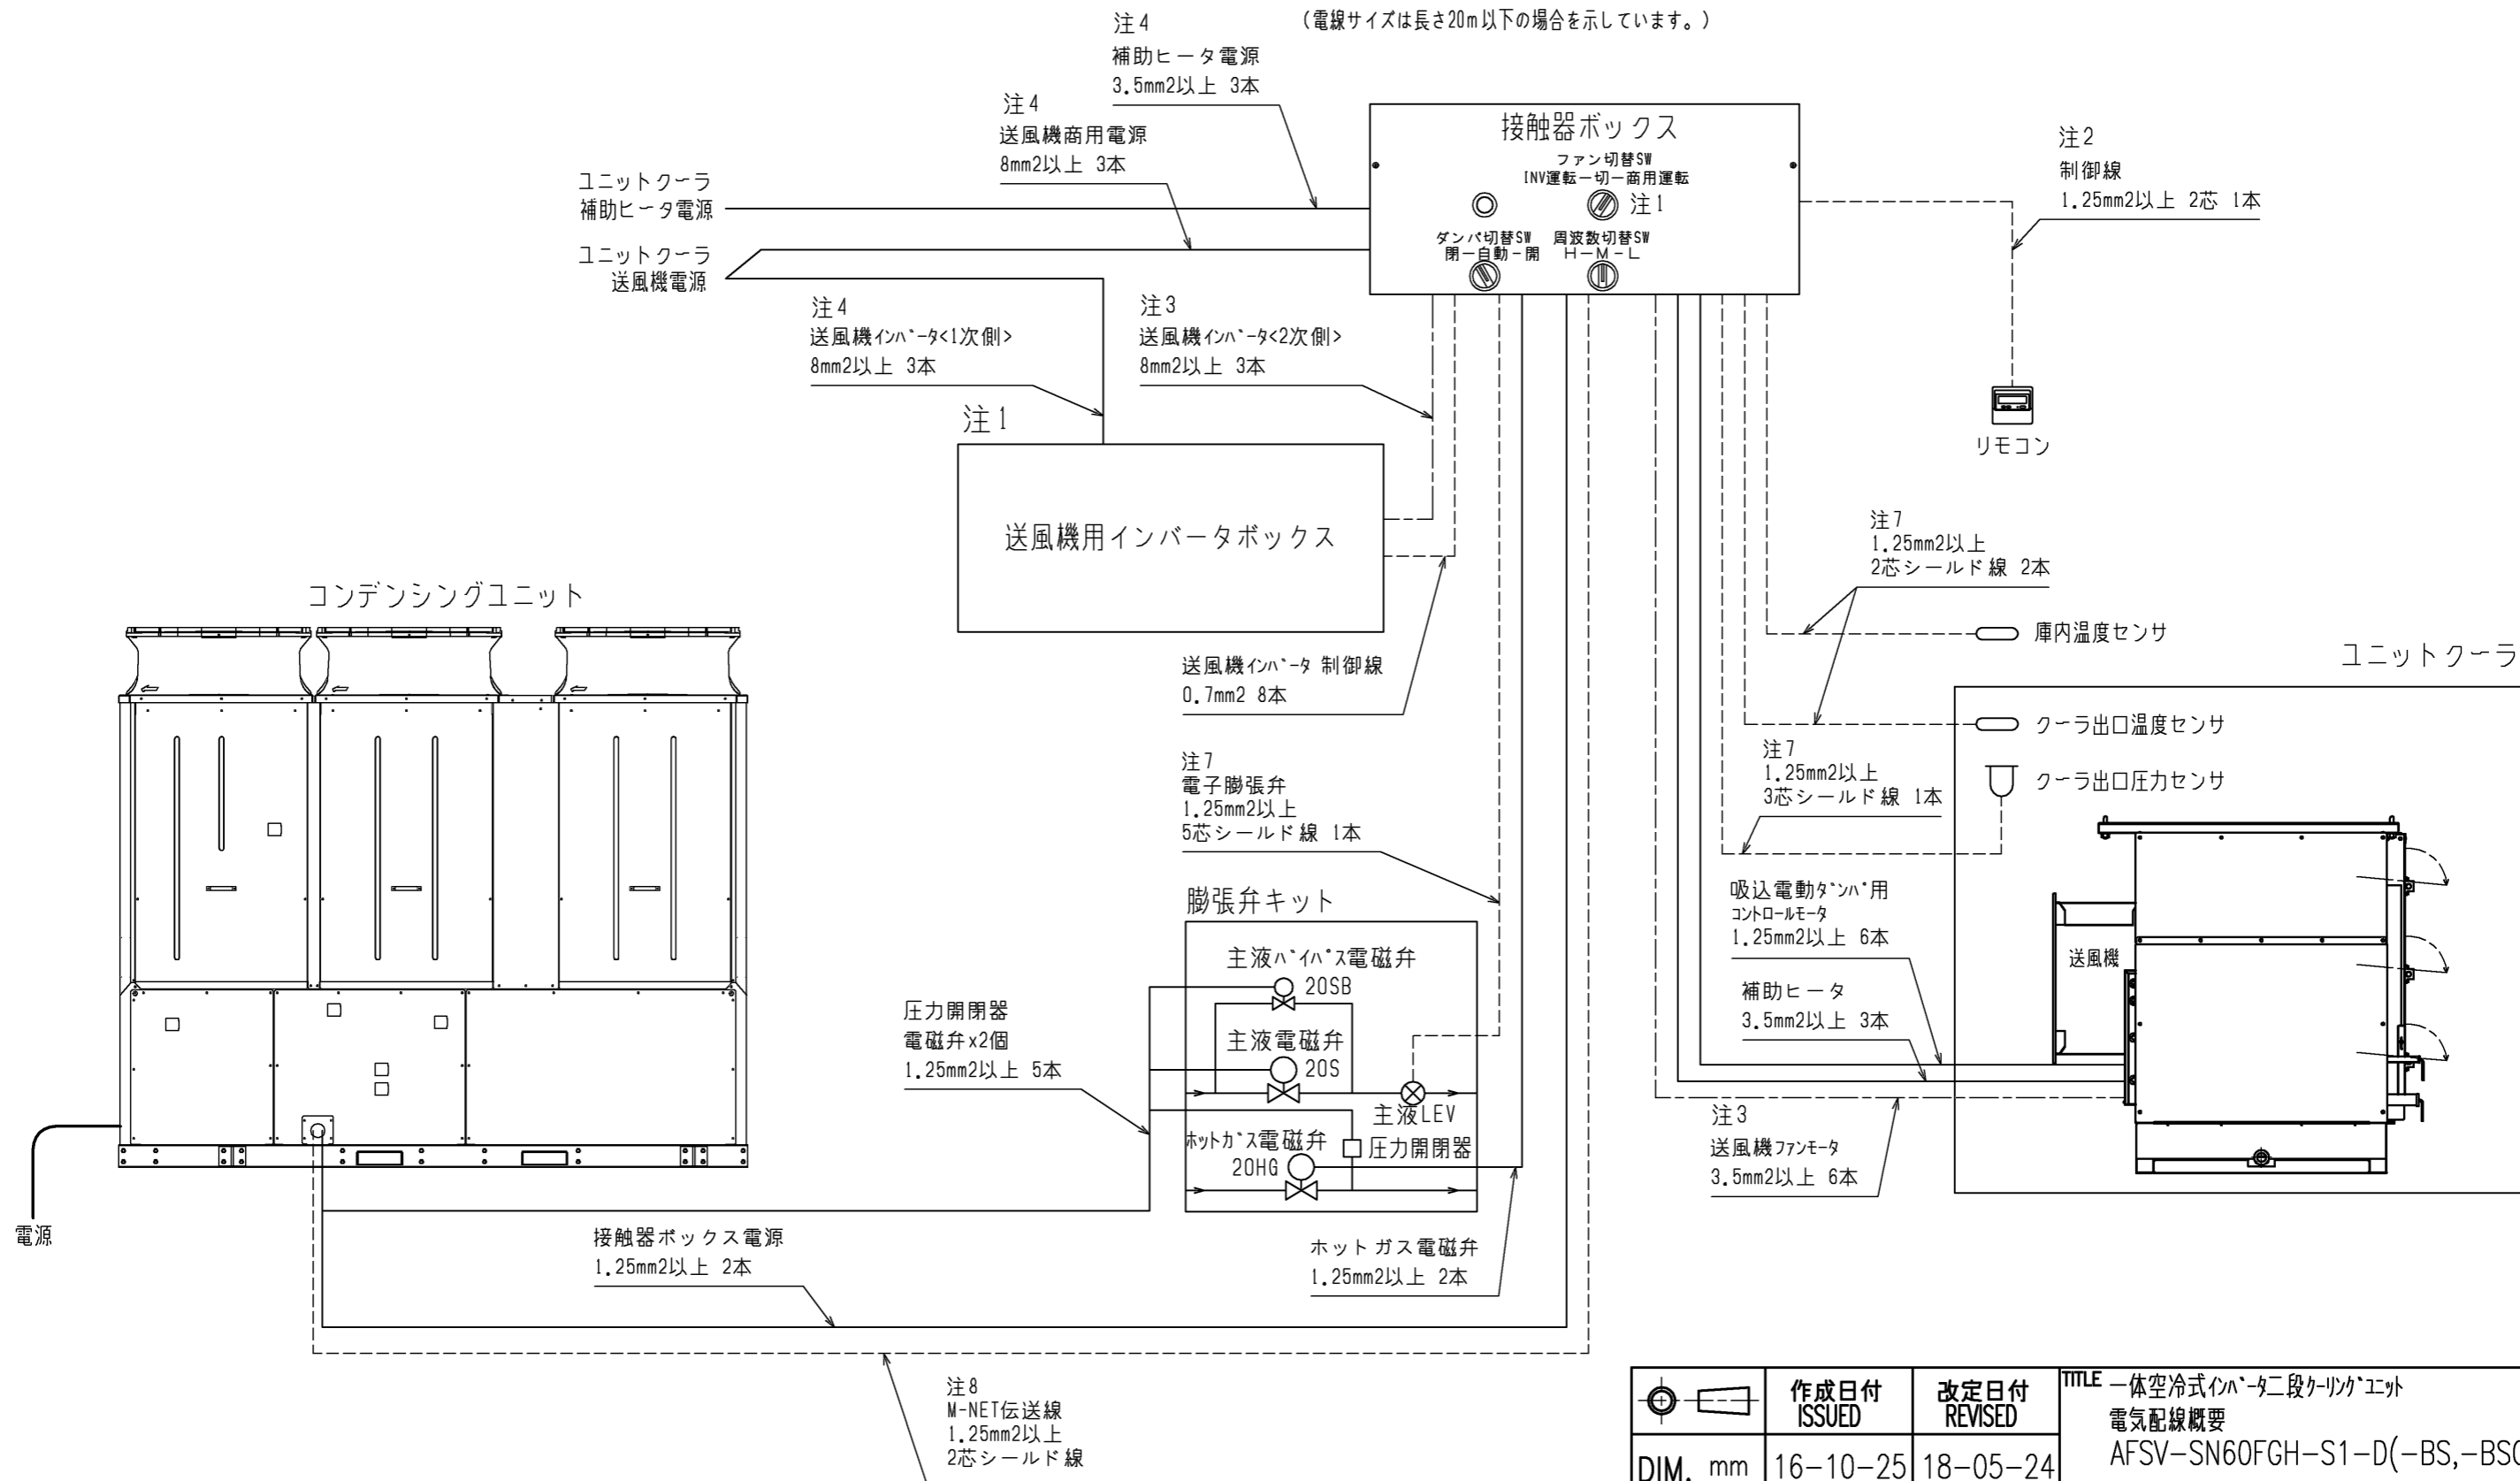 (電線サイズは長さ20m以下の場合を示しています。)
注4
補助ヒータ電源
3.5mm2以上 3本
注4
送風機商用電源
8mm2以上 3本
ユニットクーラ
補助ヒータ電源
ユニットクーラ
送風機電源
接触器ボックス
ファン切替SW
INV運転ー切ー商用運転
注1
ダンパ切替SW
閉ー自動ー開
周波数切替SW
HーMーL
注2
制御線
1.25mm2以上 2芯 1本
リモコン
注4
送風機インバータ<1次側>
8mm2以上 3本
注3
送風機インバータ<2次側>
8mm2以上 3本
注1
送風機用インバータボックス
送風機インバータ 制御線
0.7mm2 8本
注7
1.25mm2以上
2芯シールド線 2本
庫内温度センサ
ユニットクーラ
クーラ出口温度センサ
クーラ出口圧力センサ
注7
1.25mm2以上
3芯シールド線 1本
コンデンシングユニット
注7
電子膨張弁
1.25mm2以上
5芯シールド線 1本
吸込電動ダンパ用
コントロールモータ
1.25mm2以上 6本
送風機
補助ヒータ
3.5mm2以上 3本
注3
送風機ファンモータ
3.5mm2以上 6本
膨張弁キット
主液バイパス電磁弁
20SB
主液電磁弁
20S
主液LEV
ホットガス電磁弁
20HG
圧力開閉器
圧力開閉器
電磁弁x2個
1.25mm2以上 5本
電源
接触器ボックス電源
1.25mm2以上 2本
ホットガス電磁弁
1.25mm2以上 2本
注8
M-NET伝送線
1.25mm2以上
2芯シールド線
作成日付
ISSUED
改定日付
REVISED
DIM. mm
16-10-25
18-05-24
TITLE 一体空冷式インバータ二段クーリングユニット
電気配線概要
AFSV-SN60FGH-S1-D(-BS,-BS